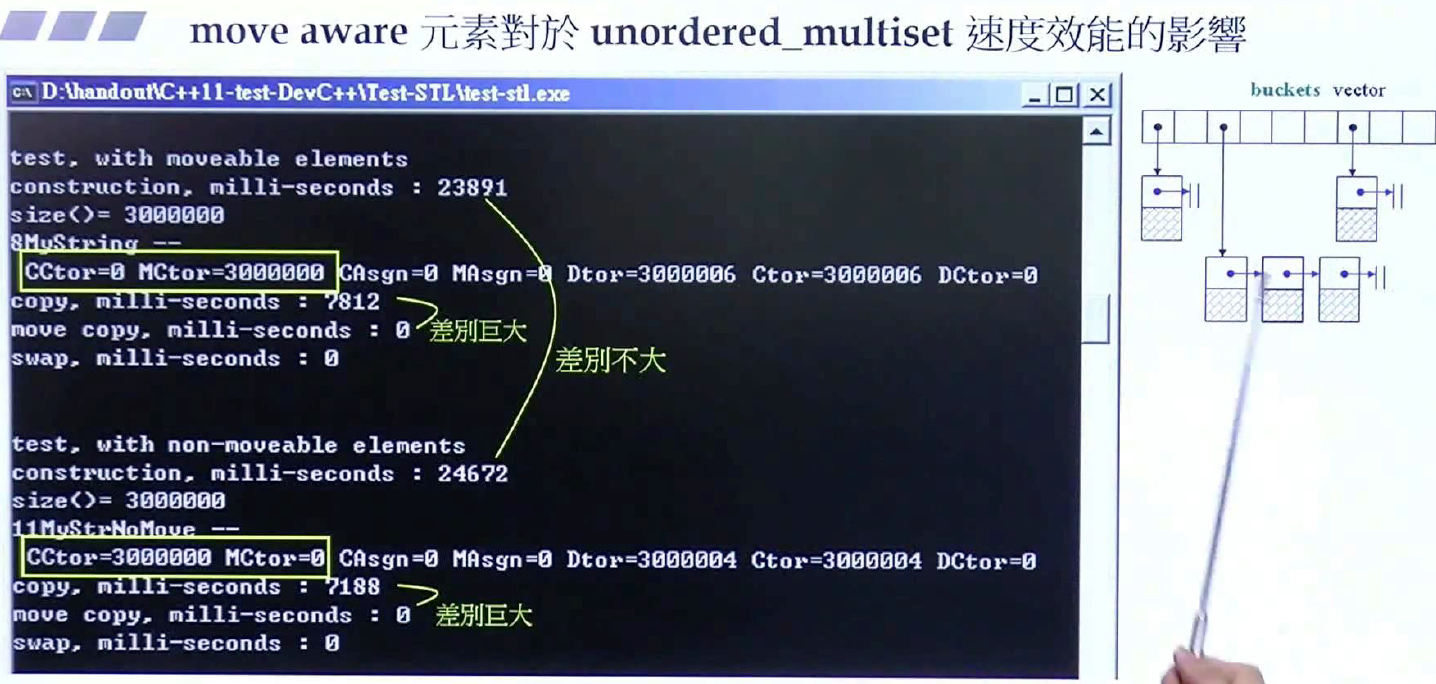 move aware 元素對於 unordered_multiset 速度效能的影響
D:\handout\C++11-test-DevC++\Test-STL\test-stl.exe
buckets vector
test, with moveable elements
construction, milli-seconds : 23891
size()= 3000000
8MyString --
CCtor=0 MCtor=3000000 CAsgn=0 MAsgn=0 Dtor=3000006 Ctor=3000006 DCtor=0
copy, milli-seconds : 7812
move copy, milli-seconds : 0 差別巨大
swap, milli-seconds : 0
差別不大
test, with non-moveable elements
construction, milli-seconds : 24672
size()= 3000000
11MyStrNoMove --
CCtor=3000000 MCtor=0 CAsgn=0 MAsgn=0 Dtor=3000004 Ctor=3000004 DCtor=0
copy, milli-seconds : 7188
move copy, milli-seconds : 0 差別巨大
swap, milli-seconds : 0